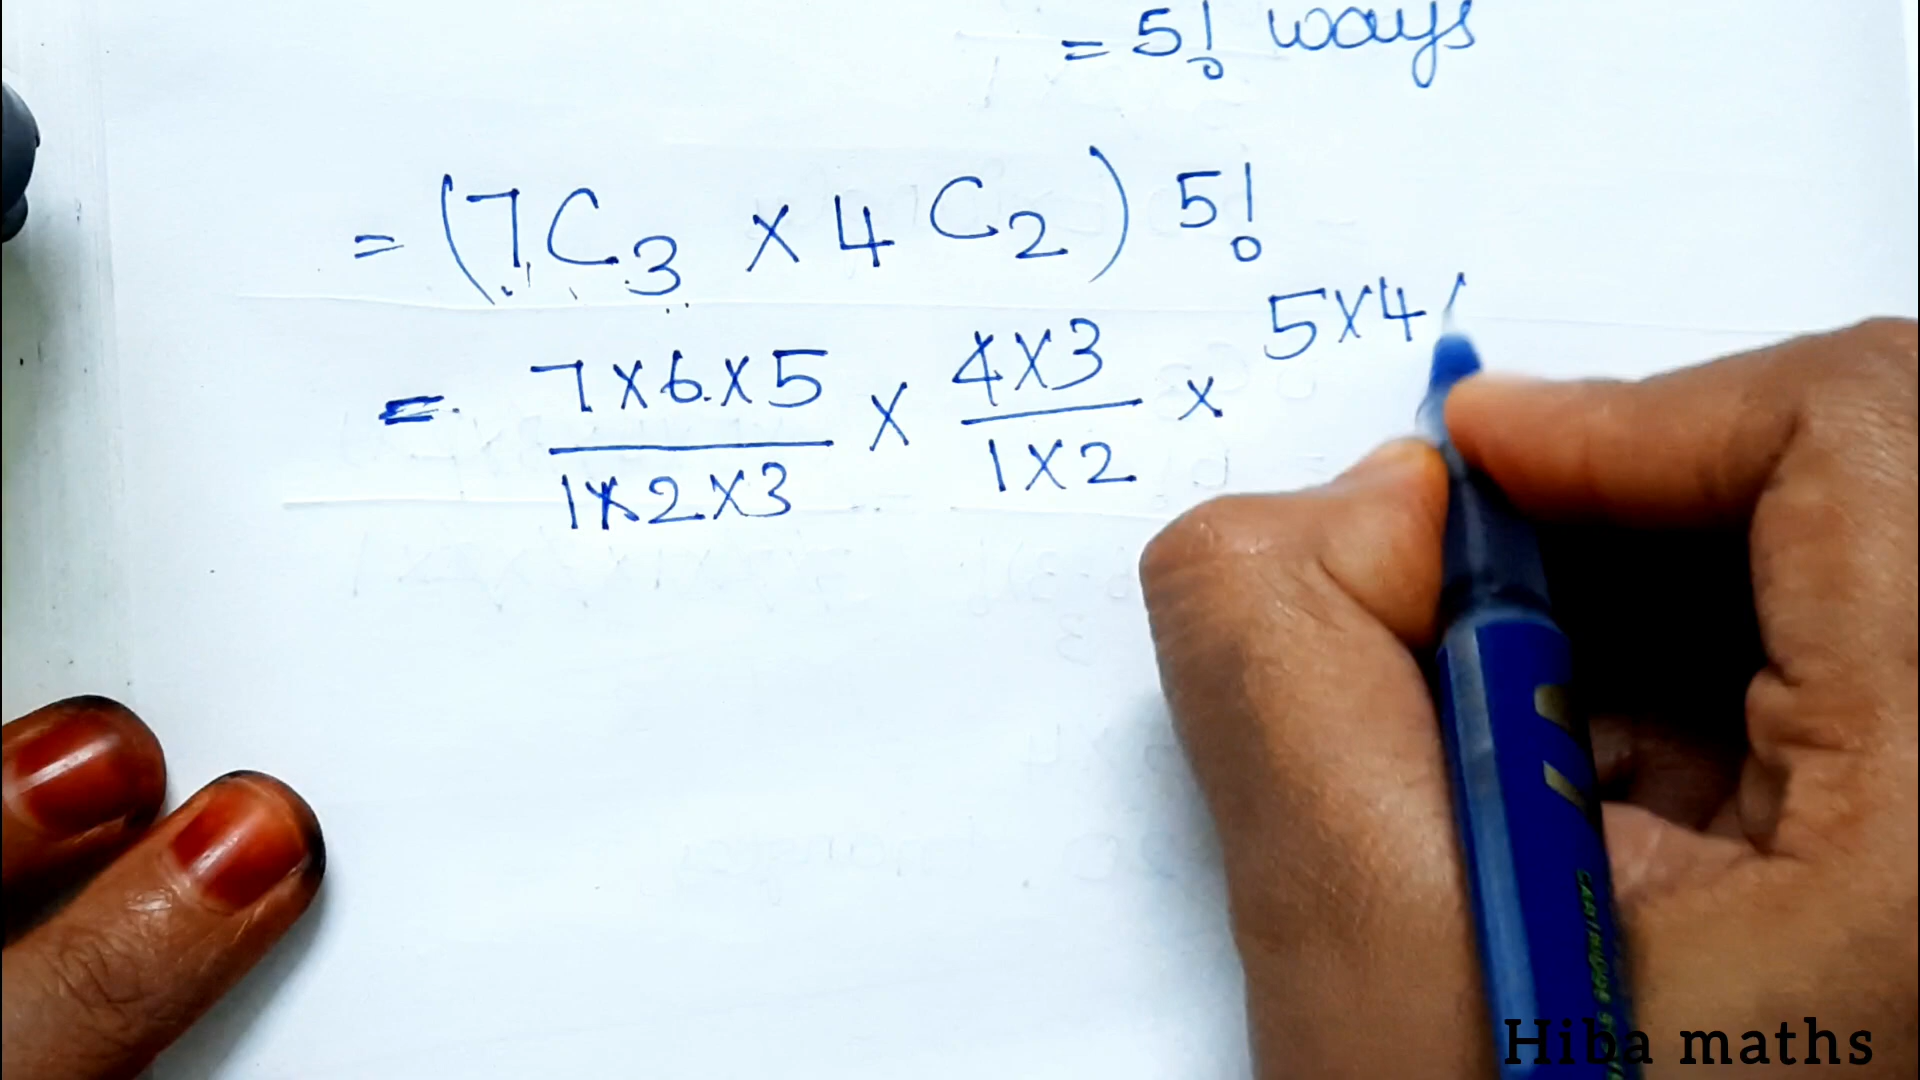 = 5! ways
= (7C3 X 4C2) 5!
= 7X6X5 / 1X2X3 X 4X3 / 1X2 X 5X4
Hiba maths